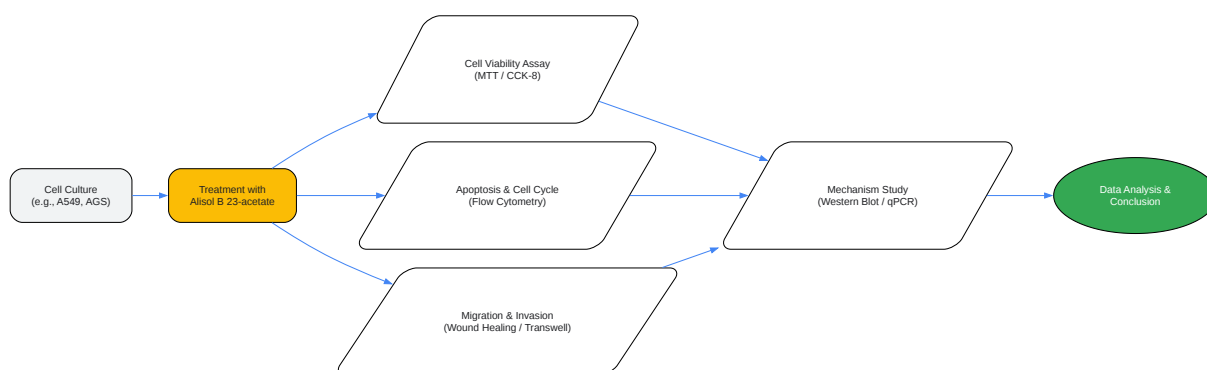 Cell Viability Assay
(MTT / CCK-8)
Cell Culture
(e.g., A549, AGS)
Treatment with
Alisol B 23-acetate
Apoptosis & Cell Cycle
(Flow Cytometry)
Mechanism Study
(Western Blot / qPCR)
Data Analysis &
Conclusion
Migration & Invasion
(Wound Healing / Transwell)